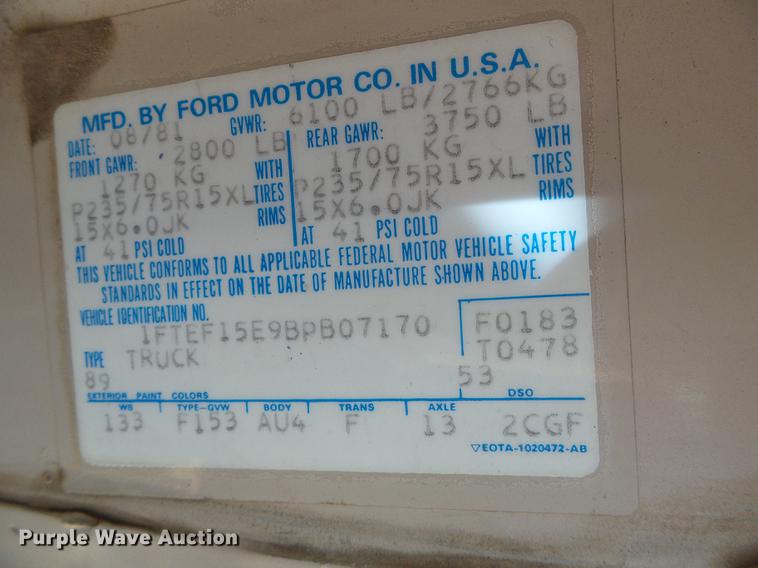 MFD. BY FORD MOTOR CO. IN U.S.A.
DATE: 08/81 GVWR: 6100 LB/2766KG
FRONT GAWR: 2800 LB REAR GAWR: 3750 LB
1270 KG WITH 1700 KG WITH
P235/75R15XL TIRES P235/75R15XL TIRES
15X6.0JK RIMS 15X6.0JK RIMS
AT 41 PSI COLD AT 41 PSI COLD
THIS VEHICLE CONFORMS TO ALL APPLICABLE FEDERAL MOTOR VEHICLE SAFETY
STANDARDS IN EFFECT ON THE DATE OF MANUFACTURE SHOWN ABOVE.
VEHICLE IDENTIFICATION NO.
1FTEF15E9BPB07170 F0183
TYPE TRUCK T0478
89 53
EXTERIOR PAINT COLORS DSO
WB TYPE-GVW BODY TRANS AXLE
133 F153 AU4 F 13 2CGF
▽EOTA-1020472-AB
Purple Wave Auction